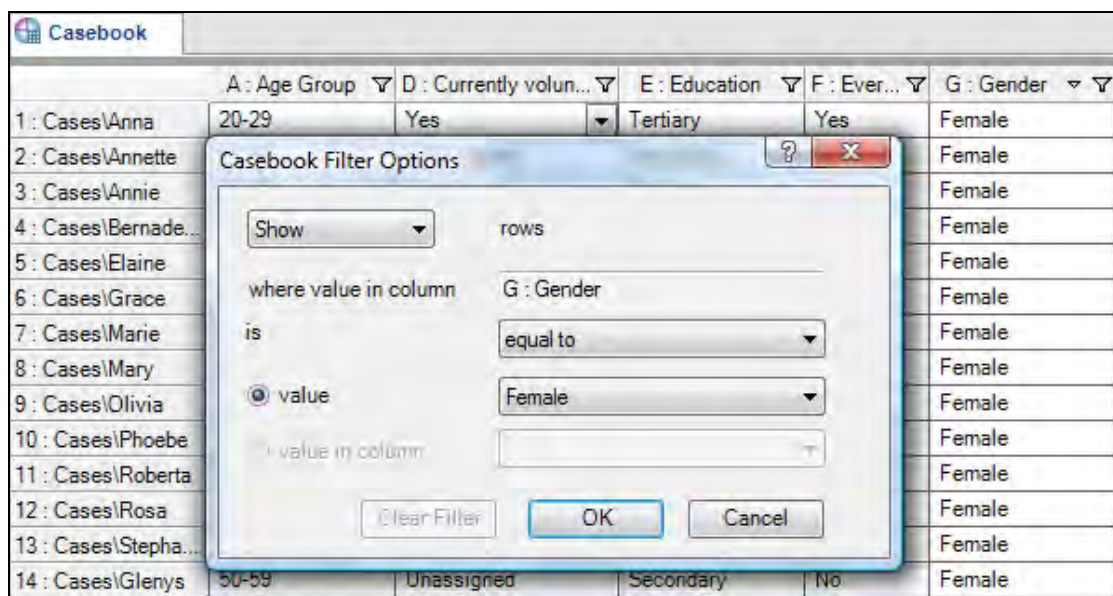 Casebook
A : Age Group D : Currently volun... E : Education F : Ever... G : Gender
1 : Cases\Anna 20-29 Yes Tertiary Yes Female
2 : Cases\Annette Female
Casebook Filter Options ?
3 : Cases\Annie Female
4 : Cases\Bernade... Show rows Female
5 : Cases\Elaine Female
6 : Cases\Grace where value in column G : Gender Female
7 : Cases\Marie is equal to Female
8 : Cases\Mary Female
9 : Cases\Olivia value Female Female
10 : Cases\Phoebe value in column Female
11 : Cases\Roberta Female
12 : Cases\Rosa Clear Filter OK Cancel Female
13 : Cases\Stepha... Female
14 : Cases\Glenys 50-59 Unassigned Secondary No Female